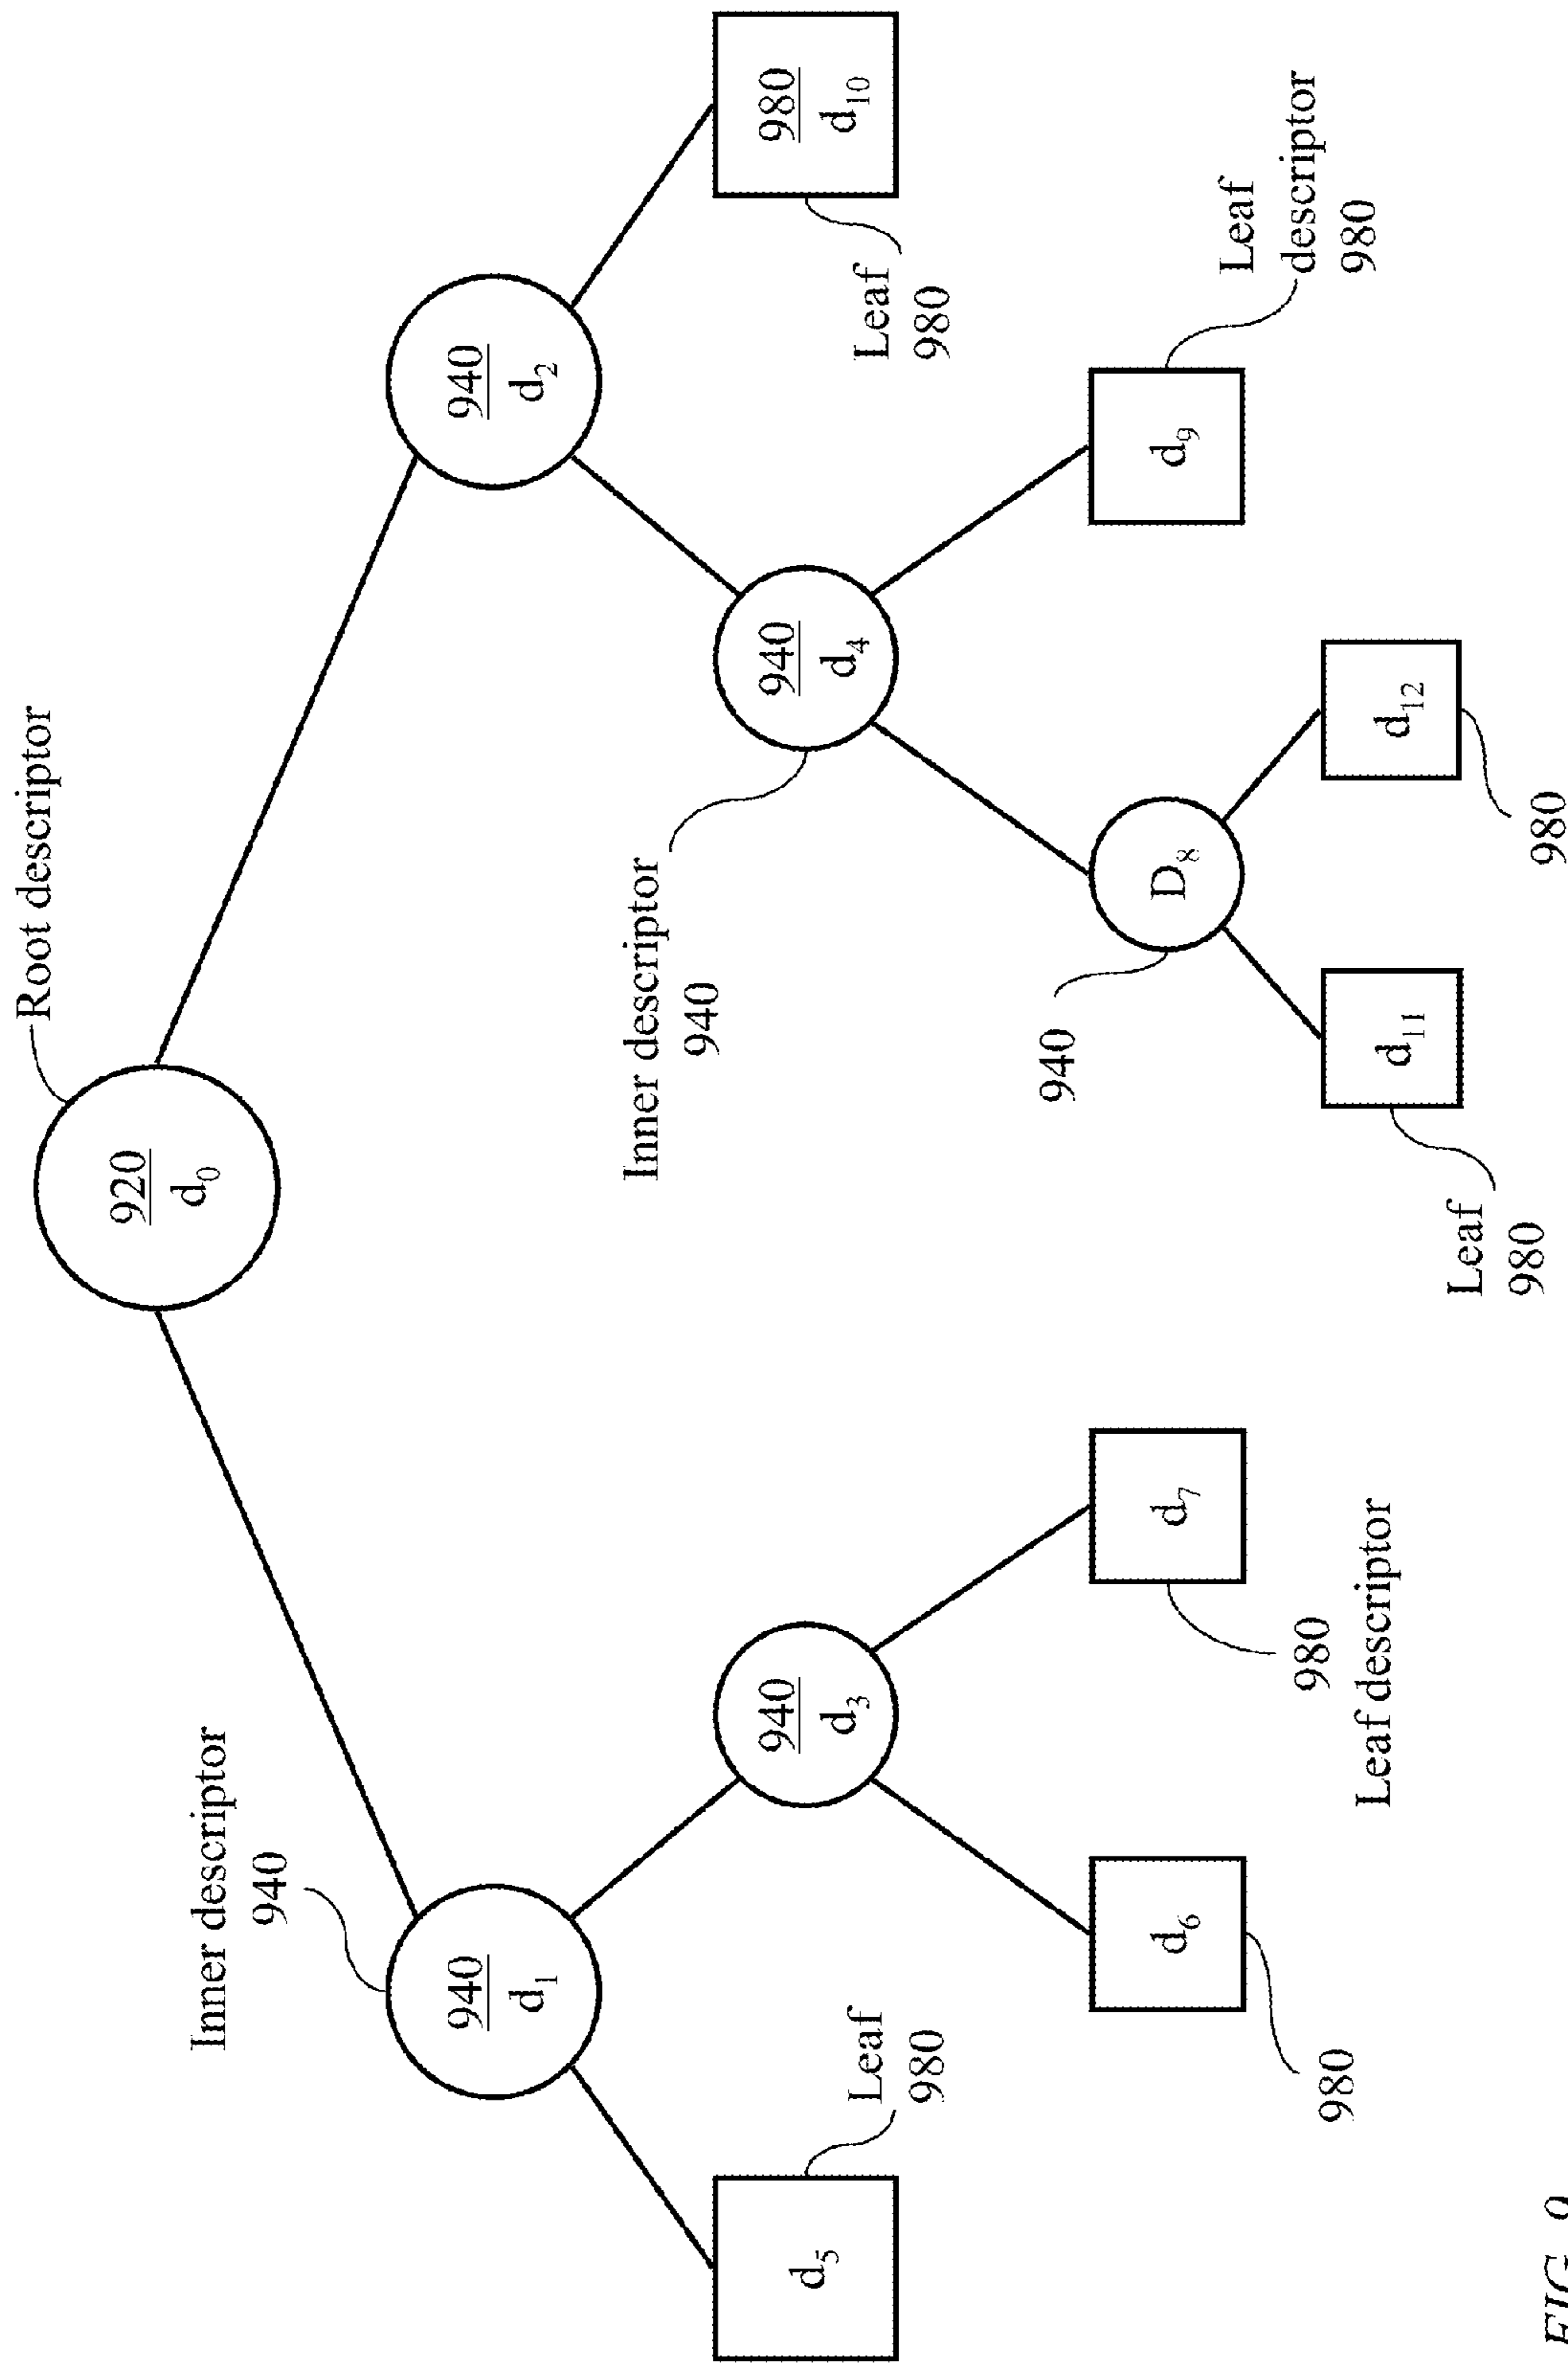 Root descriptor
920
d0
Inner descriptor
940
940
d1
940
d2
d5
Leaf
980
940
d3
Inner descriptor
940
940
d4
980
d10
Leaf
980
d6
980
d7
980
Leaf descriptor
940
D8
d9
Leaf
descriptor
980
d11
Leaf
980
d12
980
FIG. 9